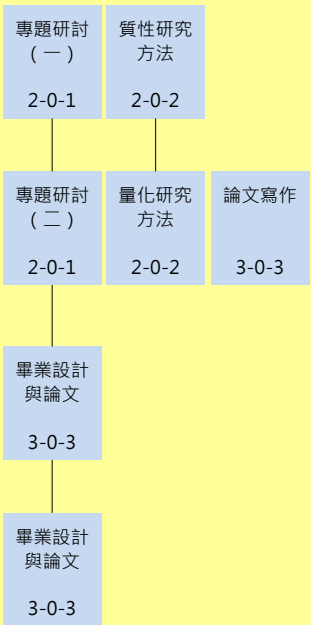 專題研討
（一）
2-0-1
質性研究
方法
2-0-2
專題研討
（二）
2-0-1
量化研究
方法
2-0-2
論文寫作
3-0-3
畢業設計
與論文
3-0-3
畢業設計
與論文
3-0-3